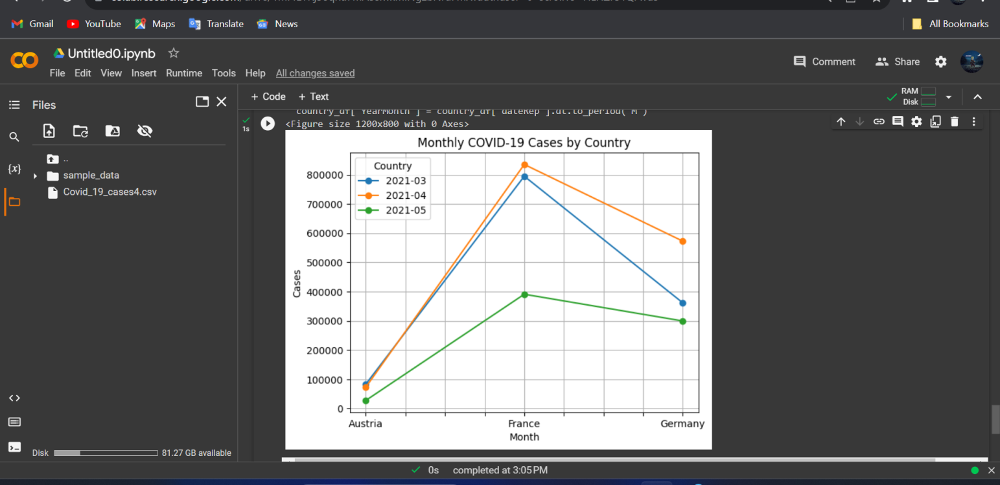 Gmail YouTube Maps Translate News All Bookmarks
Untitled0.ipynb
File Edit View Insert Runtime Tools Help All changes saved
Comment Share
Files
+ Code + Text
RAM
Disk
1s
country_df['YearMonth'] = country_df['dateRep'].dt.to_period('M')
<Figure size 1200x800 with 0 Axes>
{x}
..
sample_data
Covid_19_cases4.csv
Monthly COVID-19 Cases by Country
Country
2021-03
2021-04
2021-05
Cases
800000
700000
600000
500000
400000
300000
200000
100000
0
Austria France Germany
Month
Disk 81.27 GB available
0s completed at 3:05 PM